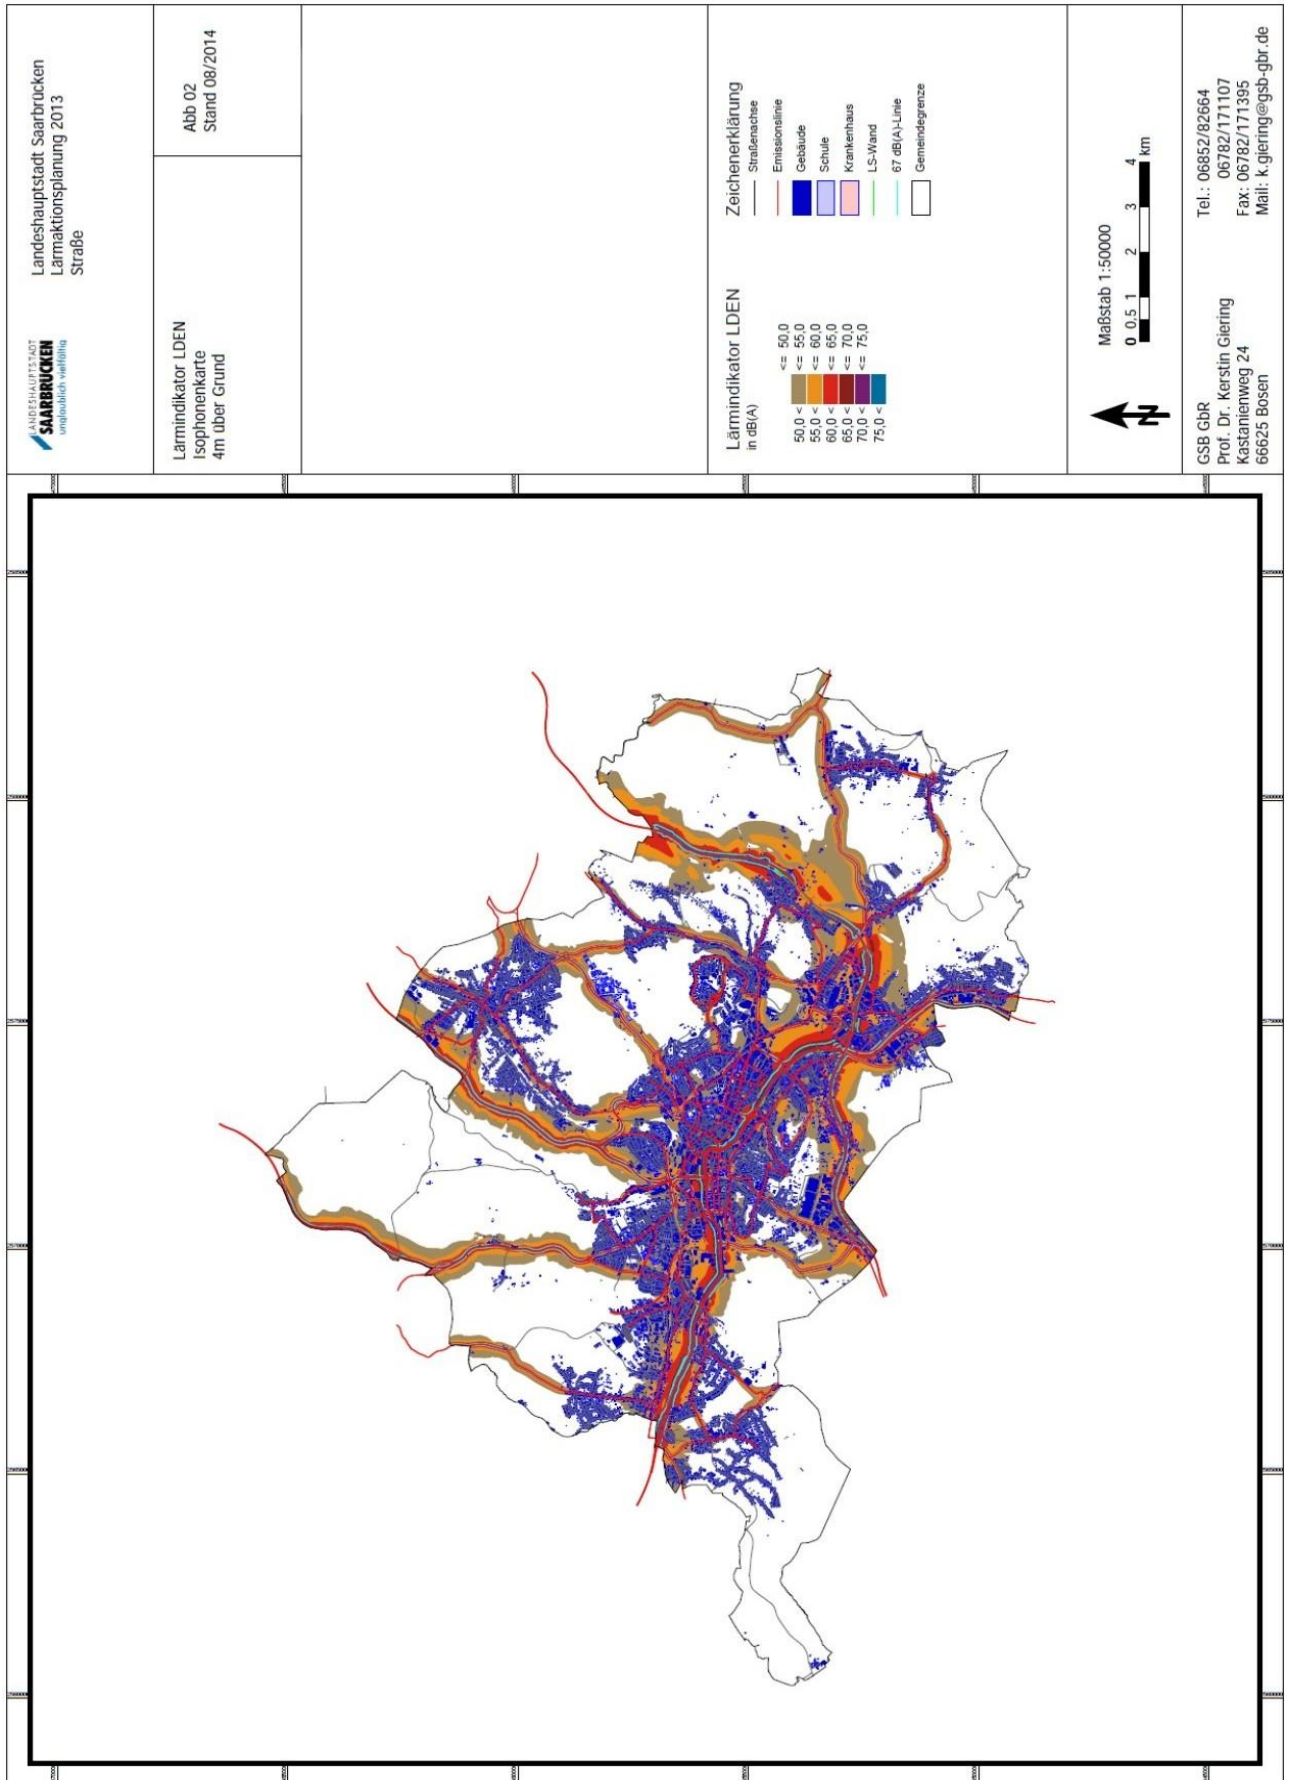 LANDESHAUPTSTADT
SAARBRÜCKEN
unglaublich vielfältig
Landeshauptstadt Saarbrücken
Lärmaktionsplanung 2013
Straße
Lärmindikator LDEN
Isophonenkarte
4m über Grund
Abb 02
Stand 08/2014
Lärmindikator LDEN
in dB(A)
<= 50,0
50,0 < <= 55,0
55,0 < <= 60,0
60,0 < <= 65,0
65,0 < <= 70,0
70,0 < <= 75,0
75,0 <
Zeichenerklärung
Straßenachse
Emissionslinie
Gebäude
Schule
Krankenhaus
LS-Wand
67 dB(A)-Linie
Gemeindegrenze
N
Maßstab 1:50000
0 0,5 1 2 3 4
km
GSB GbR
Prof. Dr. Kerstin Giering
Kastanienweg 24
66625 Bosen
Tel.: 06852/82664
06782/171107
Fax: 06782/171395
Mail: k.giering@gsb-gbr.de